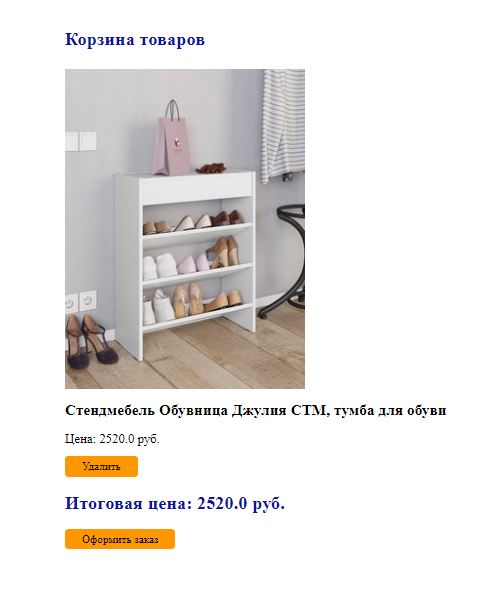 Корзина товаров
Стендмебель Обувница Джулия СТМ, тумба для обуви
Цена: 2520.0 руб.
Удалить
Итоговая цена: 2520.0 руб.
Оформить заказ